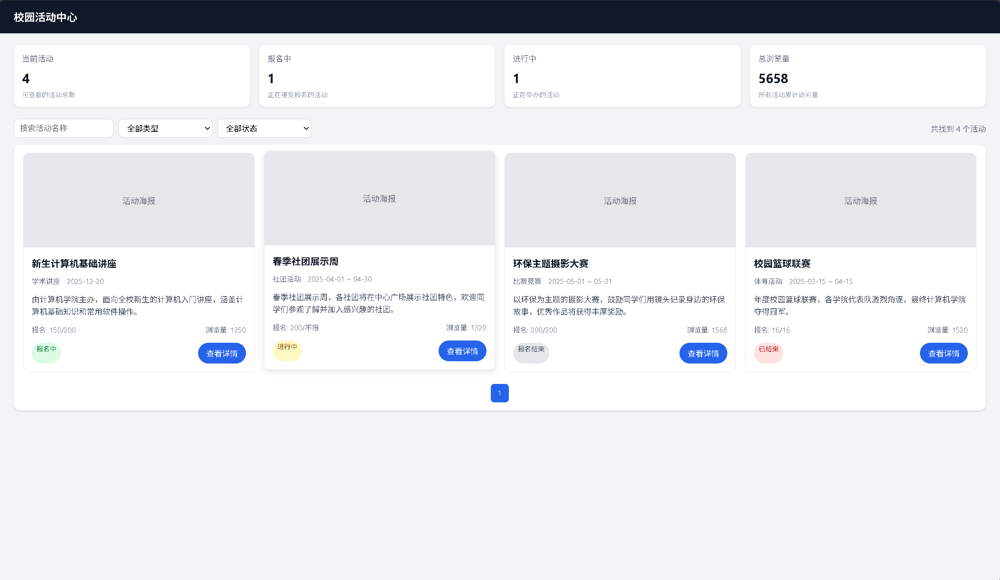 校园活动中心
当前活动
4
可查看的活动总数
报名中
1
正在接受报名的活动
进行中
1
正在举办的活动
总浏览量
5658
所有活动累计访问量
搜索活动名称
全部类型
全部状态
共找到 4 个活动
活动海报
新生计算机基础讲座
学术讲座 2025-12-20
由计算机学院主办，面向全校新生的计算机入门讲座，涵盖计
算机基础知识和常用软件操作。
报名: 150/200 浏览量: 1250
报名中 查看详情
活动海报
春季社团展示周
社团活动 2025-04-01 ~ 04-30
春季社团展示周，各社团将在中心广场展示社团特色，欢迎同
学们参观了解并加入感兴趣的社团。
报名: 200/不限 浏览量: 1320
进行中 查看详情
活动海报
环保主题摄影大赛
比赛竞赛 2025-05-01 ~ 05-31
以环保为主题的摄影大赛，鼓励同学们用镜头记录身边的环保
故事，优秀作品将获得丰厚奖励。
报名: 200/200 浏览量: 1568
报名结束 查看详情
活动海报
校园篮球联赛
体育活动 2025-03-15 ~ 04-15
年度校园篮球联赛，各学院代表队激烈角逐，最终计算机学院
夺得冠军。
报名: 16/16 浏览量: 1520
已结束 查看详情
1